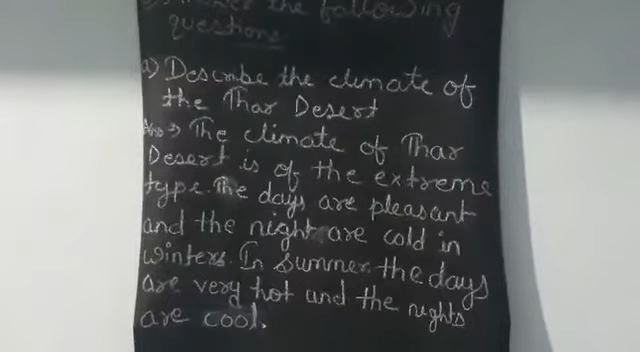 the following
questions
a) Describe the climate of
the Thar Desert
Ans → The climate of Thar
Desert is of the extreme
type. The days are pleasant
and the night are cold in
winters. In Summer the days
are very hot and the nights
are cool.